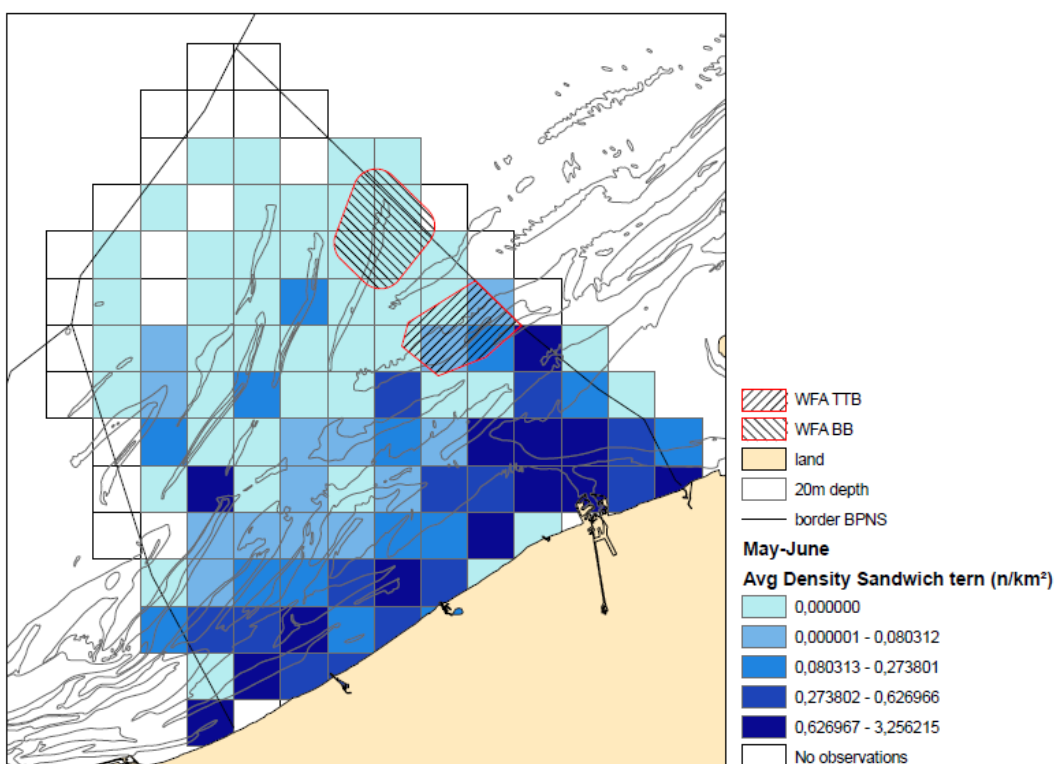 WFA TTB
WFA BB
land
20m depth
border BPNS
May-June
Avg Density Sandwich tern (n/km²)
0,000000
0,000001 - 0,080312
0,080313 - 0,273801
0,273802 - 0,626966
0,626967 - 3,256215
No observations